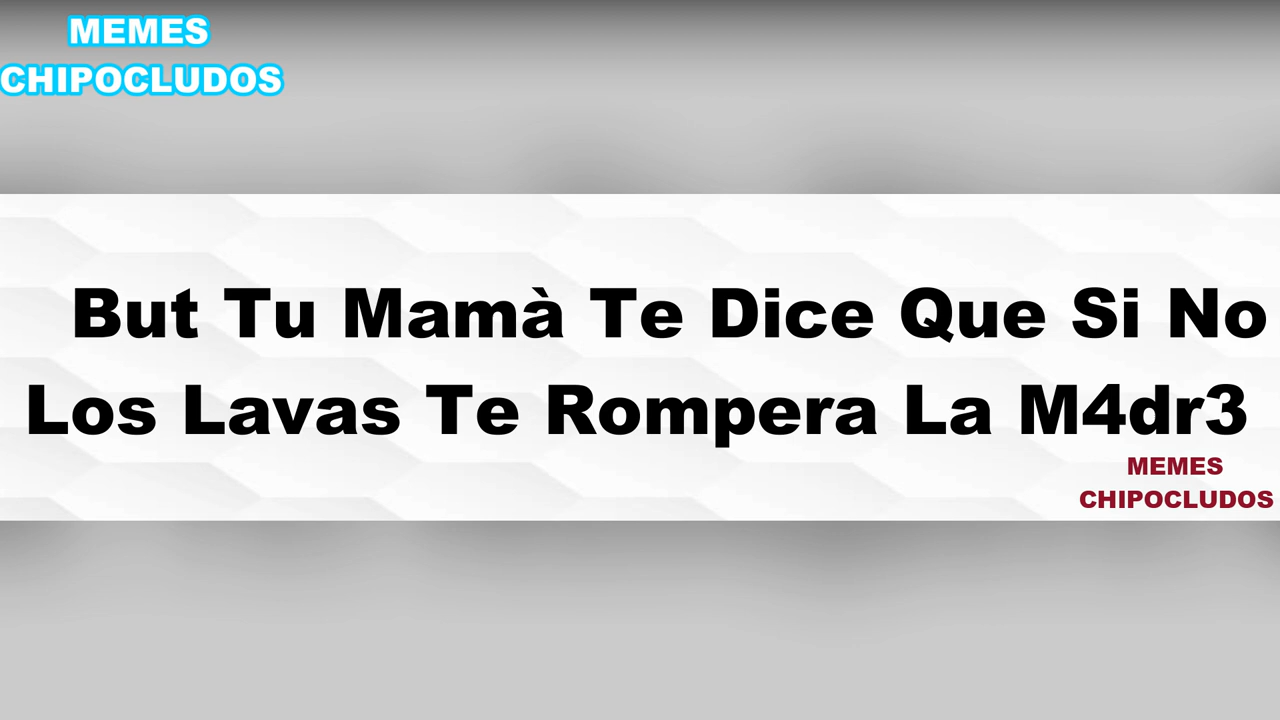 MEMES
CHIPOCLUDOS
But Tu Mamà Te Dice Que Si No
Los Lavas Te Rompera La M4dr3
MEMES
CHIPOCLUDOS